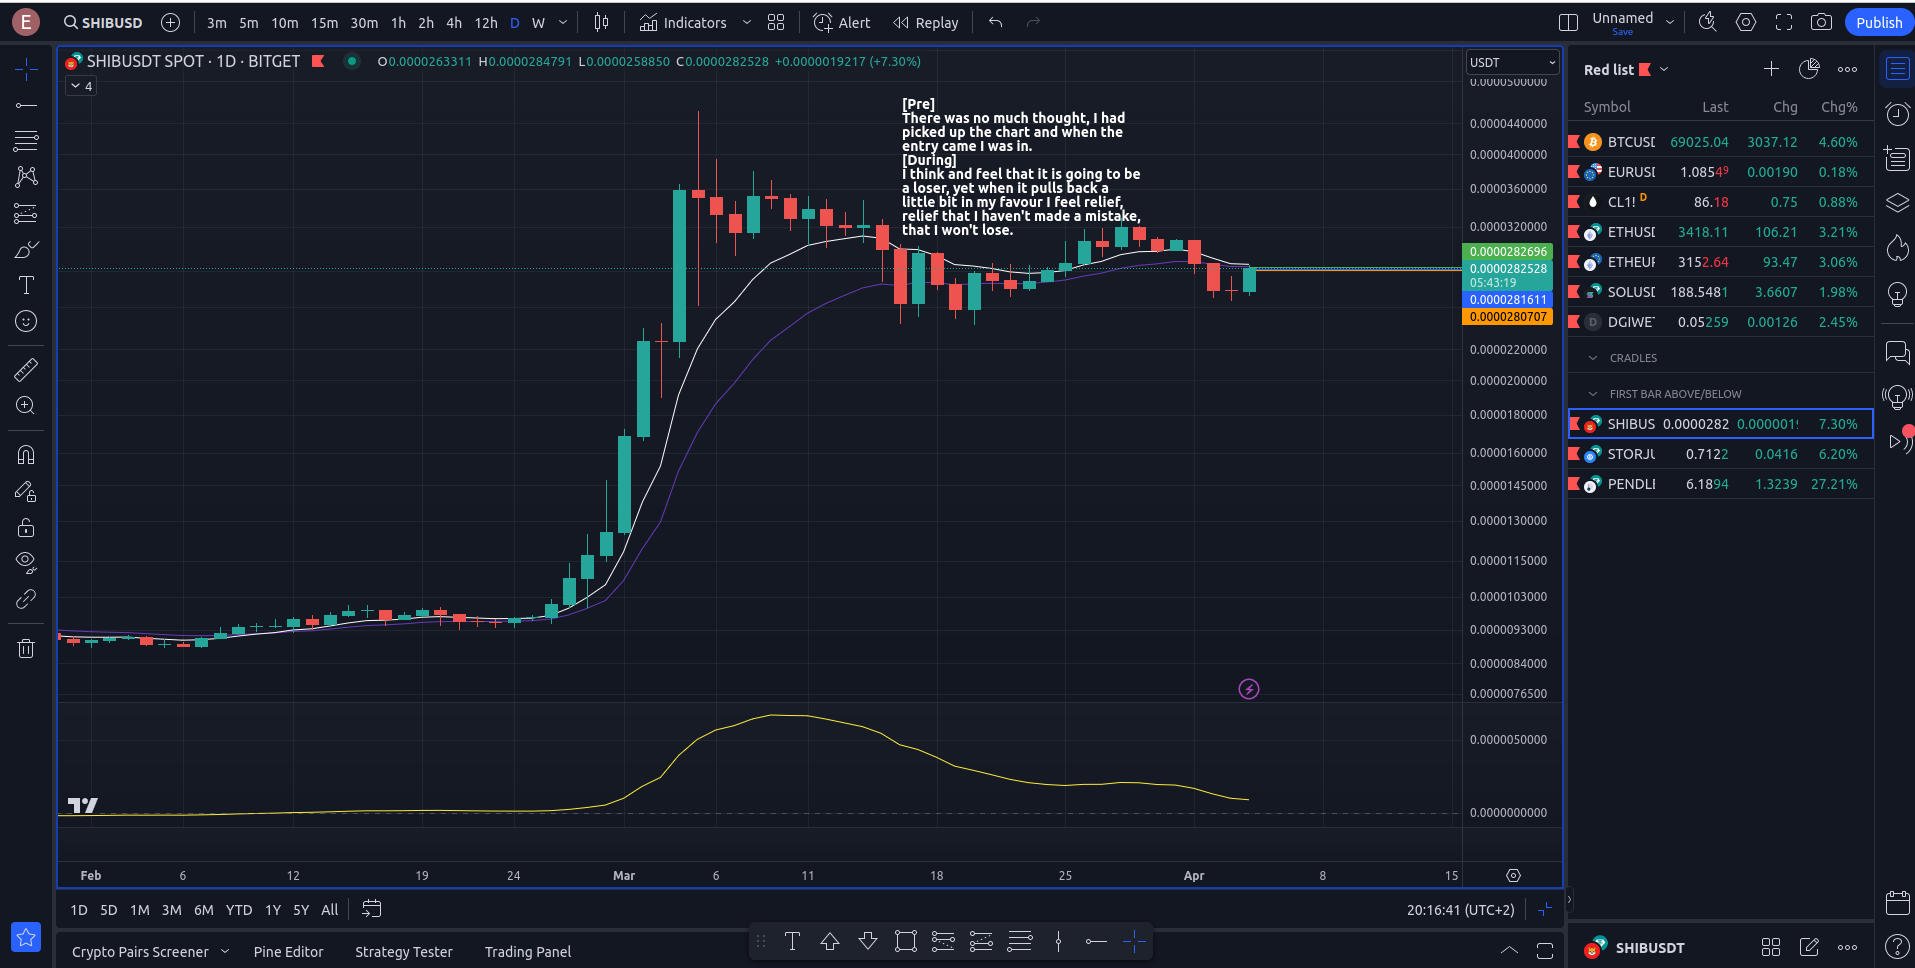 E
SHIBUSD
3m 5m 10m 15m 30m 1h 2h 4h 12h D W
Indicators
Alert
Replay
Unnamed
Save
Publish
SHIBUSDT SPOT · 1D · BITGET
O0.0000263311 H0.0000284791 L0.0000258850 C0.0000282528 +0.0000019217 (+7.30%)
4
[Pre]
There was no much thought, I had
picked up the chart and when the
entry came I was in.
[During]
I think and feel that it is going to be
a loser, yet when it pulls back a
little bit in my favour I feel relief,
relief that I haven't made a mistake,
that I won't lose.
USDT
0.0000500000
0.0000440000
0.0000400000
0.0000360000
0.0000320000
0.0000282696
0.0000282528
05:43:19
0.0000281611
0.0000280707
0.0000220000
0.0000200000
0.0000180000
0.0000160000
0.0000145000
0.0000130000
0.0000115000
0.0000103000
0.0000093000
0.0000084000
0.0000076500
0.0000050000
0.0000000000
Feb 6 12 19 24 Mar 6 11 18 25 Apr 8 15
1D 5D 1M 3M 6M YTD 1Y 5Y All
20:16:41 (UTC+2)
Crypto Pairs Screener
Pine Editor
Strategy Tester
Trading Panel
Red list
Symbol Last Chg Chg%
BTCUSD 69025.04 3037.12 4.60%
EURUSD 1.08549 0.00190 0.18%
CL1! D 86.18 0.75 0.88%
ETHUSD 3418.11 106.21 3.21%
ETHEUR 3152.64 93.47 3.06%
SOLUSD 188.5481 3.6607 1.98%
D DGIWE 0.05259 0.00126 2.45%
CRADLES
FIRST BAR ABOVE/BELOW
SHIBUS 0.0000282 0.000001 7.30%
STORJU 0.7122 0.0416 6.20%
PENDLE 6.1894 1.3239 27.21%
SHIBUSDT